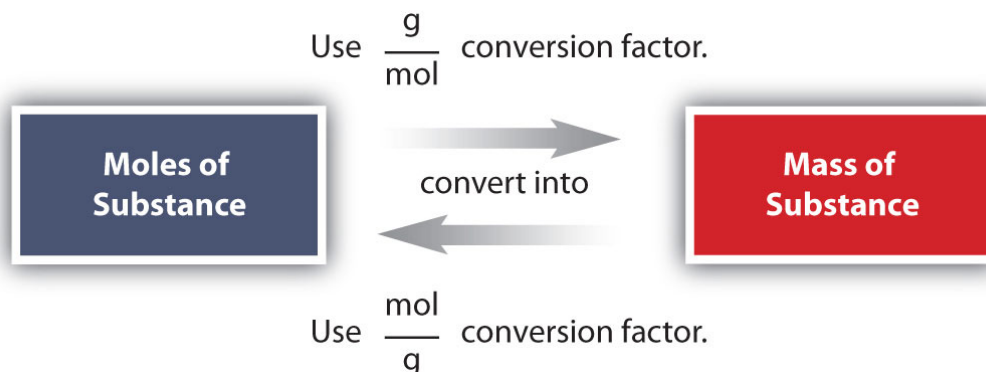 Use g/mol conversion factor.
Moles of
Substance
convert into
Mass of
Substance
Use mol/g conversion factor.